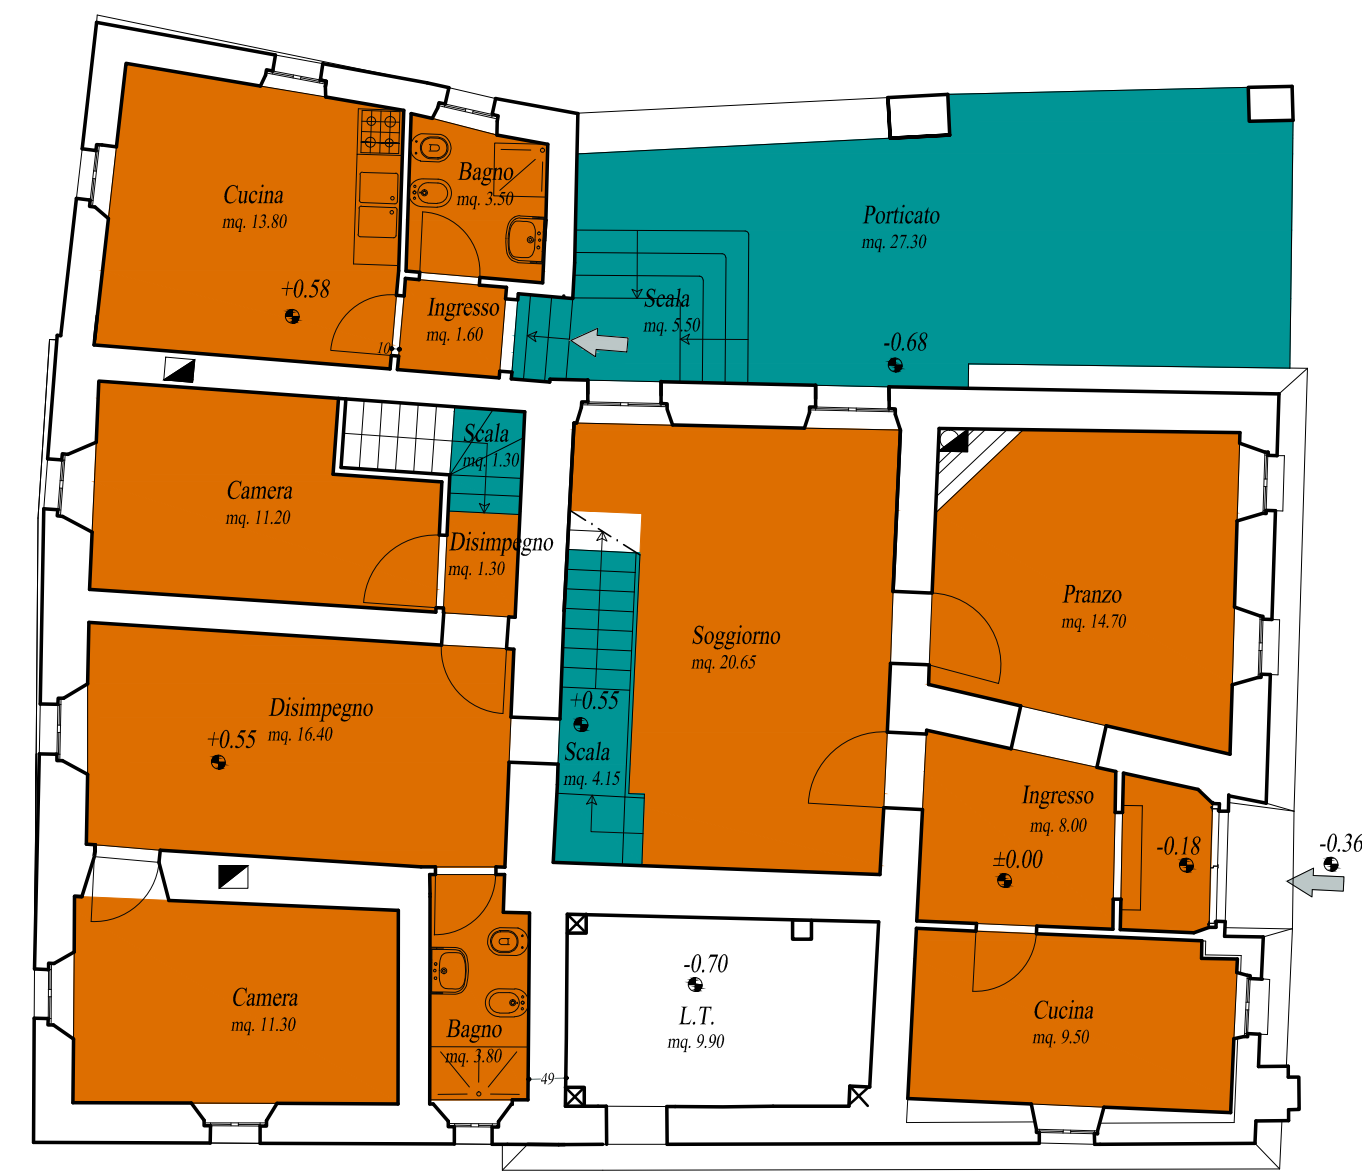 Cucina
mq. 13.80
+0.58
Bagno
mq. 3.50
Ingresso
mq. 1.60
10
Scala
mq. 5.50
Porticato
mq. 27.30
-0.68
Camera
mq. 11.20
Scala
mq. 1.30
Disimpegno
mq. 1.30
Soggiorno
mq. 20.65
Pranzo
mq. 14.70
Disimpegno
mq. 16.40
+0.55
+0.55
Scala
mq. 4.15
Ingresso
mq. 8.00
±0.00
-0.18
-0.36
Camera
mq. 11.30
Bagno
mq. 3.80
49
-0.70
L.T.
mq. 9.90
Cucina
mq. 9.50